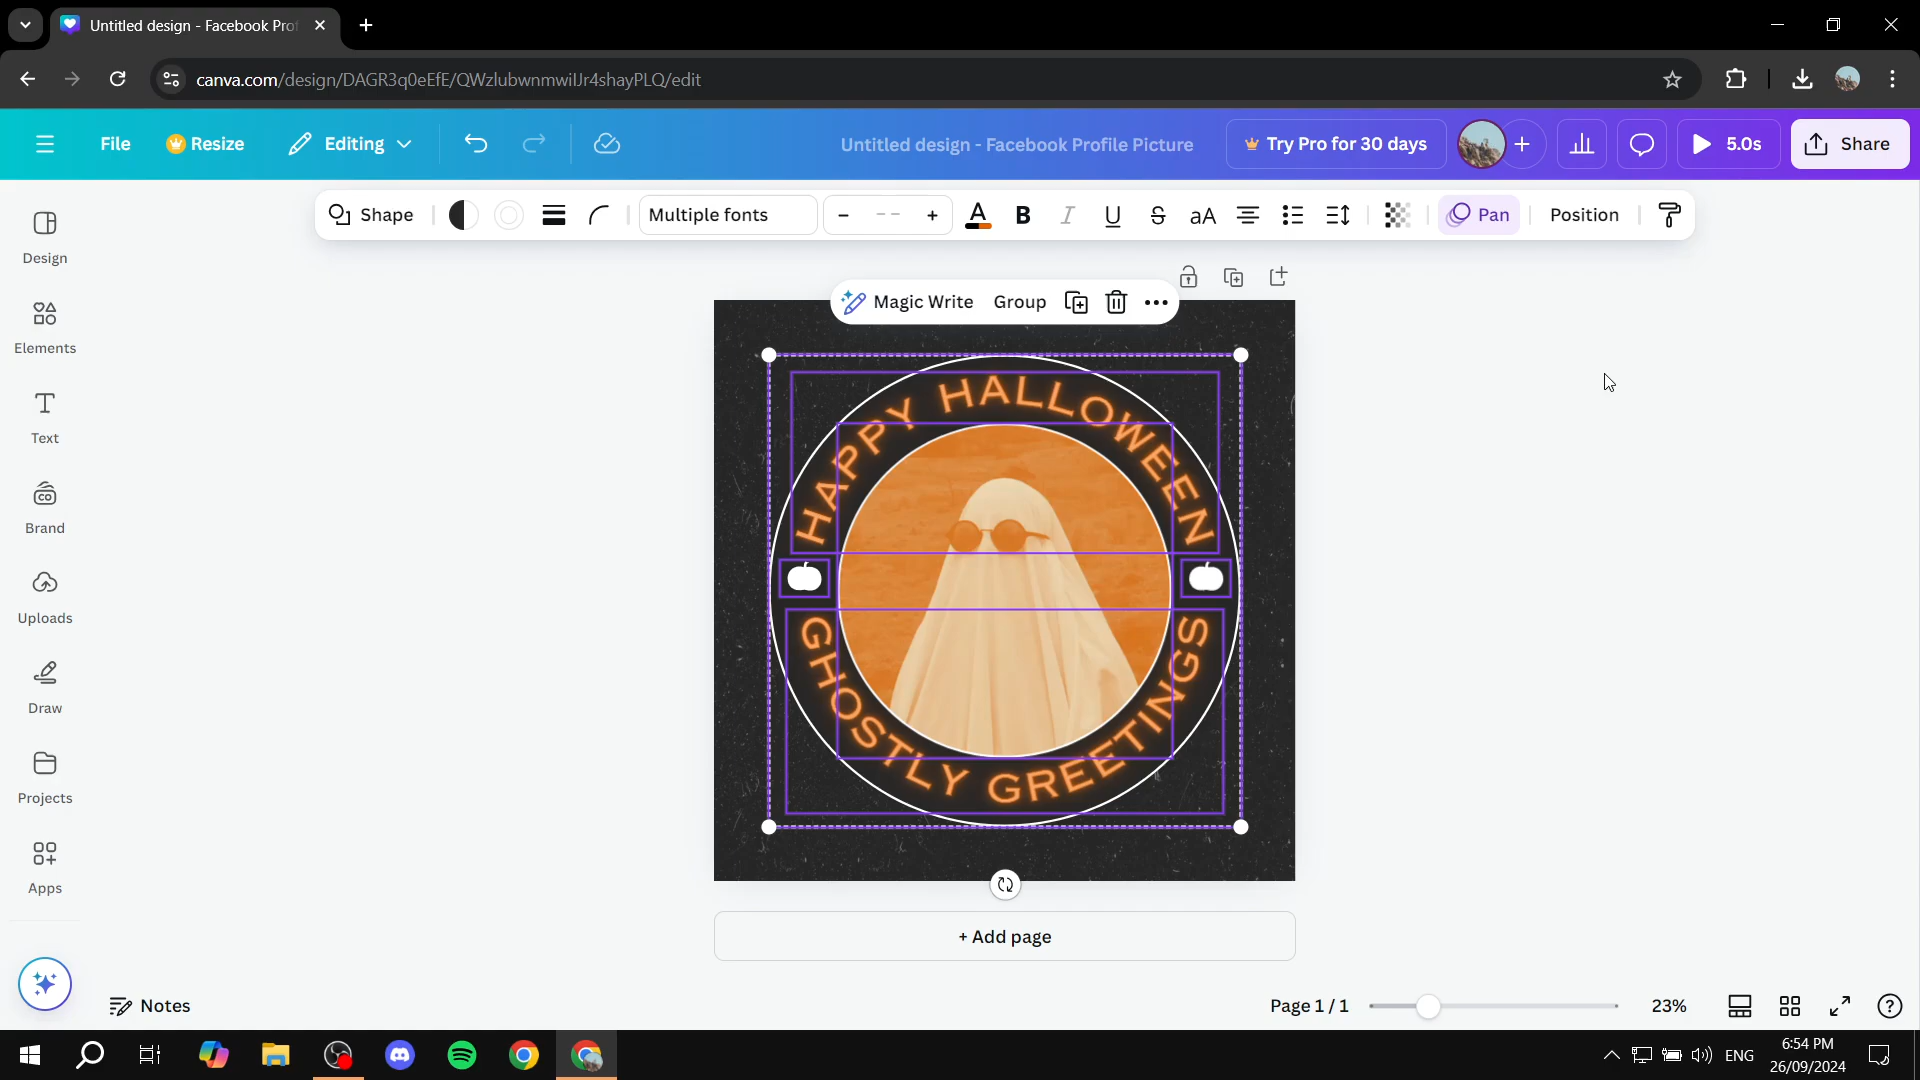 Untitled design - Facebook Prof
canva.com/design/DAGR3q0eEfE/QWzlubwnmwilJr4shayPLQ/edit
File
Resize
Editing
Untitled design - Facebook Profile Picture
Try Pro for 30 days
5.0s
Share
Shape
Multiple fonts
- -
A
B
I
U
S
aA
Pan
Position
Design
Elements
Text
Brand
Uploads
Draw
Projects
Apps
Magic Write
Group
HAPPY HALLOWEEN
GHOSTLY GREETINGS
+ Add page
Notes
Page 1 / 1
23%
ENG
6:54 PM
26/09/2024